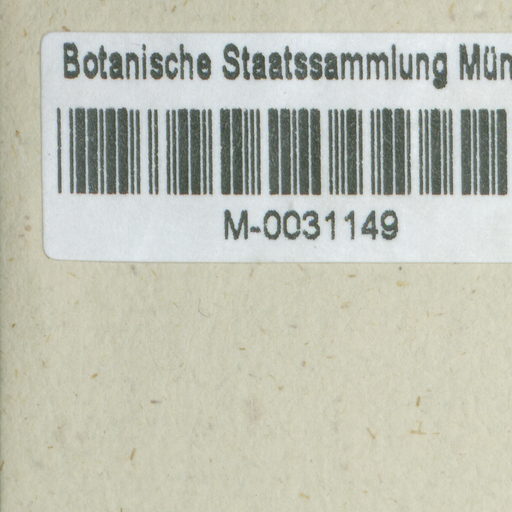 Botanische Staatssammlung Mün
M-0031149